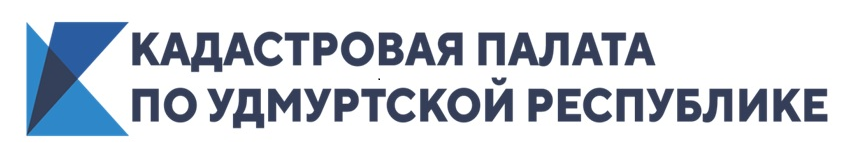 КАДАСТРОВАЯ ПАЛАТА
ПО УДМУРТСКОЙ РЕСПУБЛИКЕ